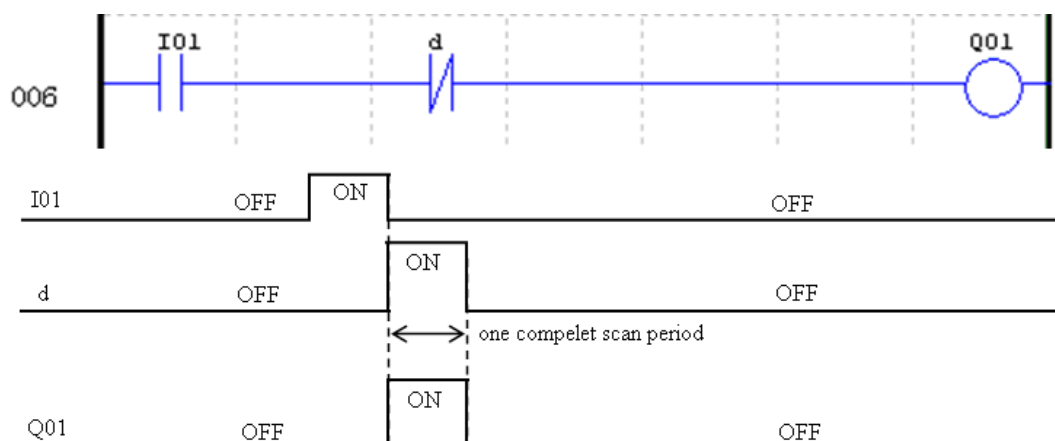 I01 d Q01
006
I01 OFF ON OFF
d OFF ON OFF
one compelet scan period
Q01 OFF ON OFF